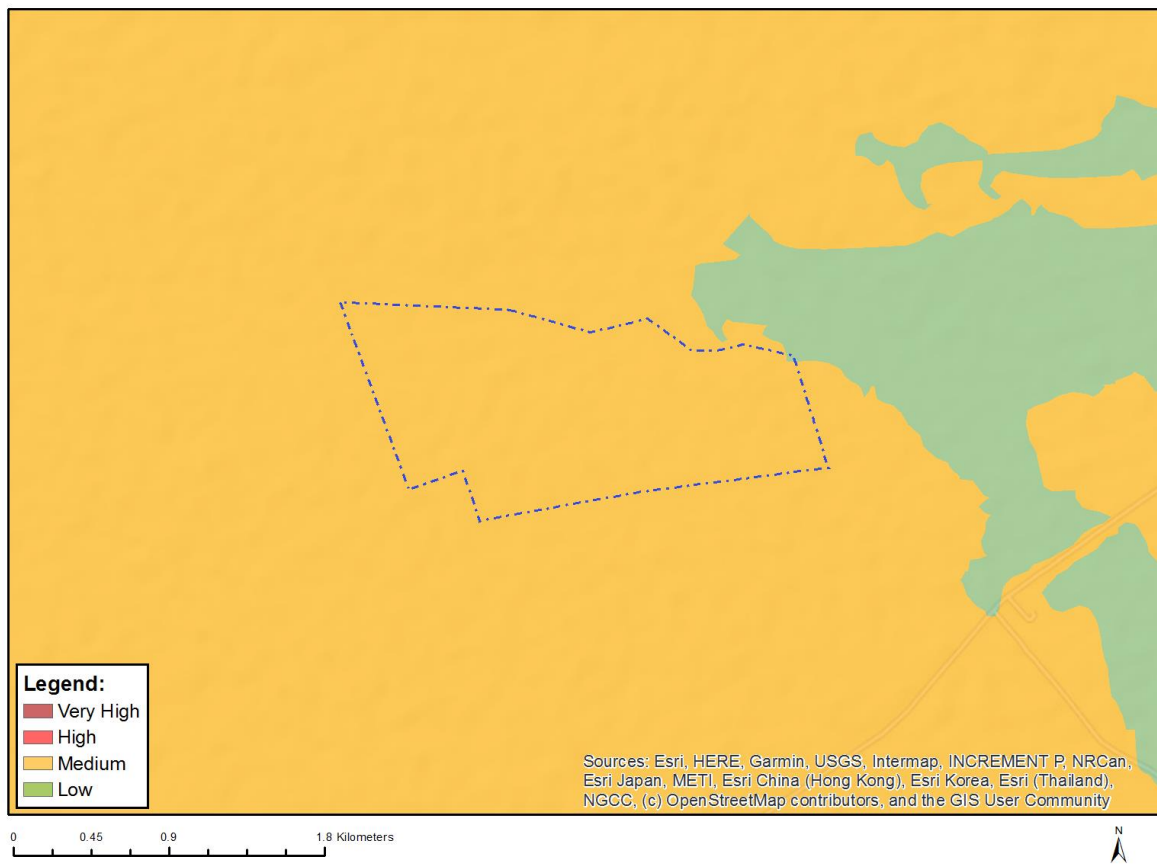 Legend:
Very High
High
Medium
Low
Sources: Esri, HERE, Garmin, USGS, Intermap, INCREMENT P, NRCan,
Esri Japan, METI, Esri China (Hong Kong), Esri Korea, Esri (Thailand),
NGCC, (c) OpenStreetMap contributors, and the GIS User Community
0 0.45 0.9 1.8 Kilometers
N